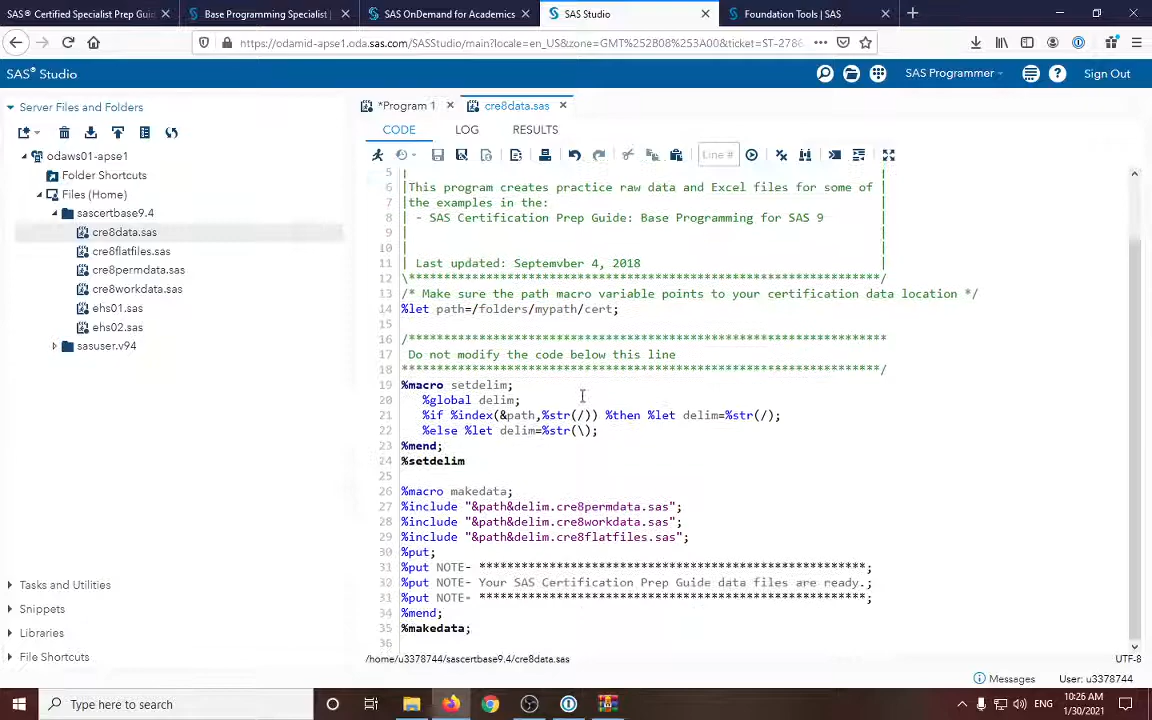 SAS® Certified Specialist Prep Guid
Base Programming Specialist |
SAS OnDemand for Academics
SAS Studio
Foundation Tools | SAS
https://odamid-apse1.oda.sas.com/SASStudio/main?locale=en_US&zone=GMT%252B08%253A00&ticket=ST-2786
SAS® Studio
SAS Programmer
Sign Out
Server Files and Folders
odaws01-apse1
Folder Shortcuts
Files (Home)
sascertbase9.4
cre8data.sas
cre8flatfiles.sas
cre8permdata.sas
cre8workdata.sas
ehs01.sas
ehs02.sas
sasuser.v94
Tasks and Utilities
Snippets
Libraries
File Shortcuts
*Program 1
cre8data.sas
CODE
LOG
RESULTS
Line #
5 |
6 |This program creates practice raw data and Excel files for some of |
7 |the examples in the: |
8 | - SAS Certification Prep Guide: Base Programming for SAS 9 |
9 | |
10 | |
11 | Last updated: Septemvber 4, 2018 |
12 \*************************************************************/
13 /* Make sure the path macro variable points to your certification data location */
14 %let path=/folders/mypath/cert;
15
16 /**************************************************************
17 Do not modify the code below this line
18 **************************************************************/
19 %macro setdelim;
20 %global delim;
21 %if %index(&path,%str(/)) %then %let delim=%str(/);
22 %else %let delim=%str(\);
23 %mend;
24 %setdelim
25
26 %macro makedata;
27 %include "&path&delim.cre8permdata.sas";
28 %include "&path&delim.cre8workdata.sas";
29 %include "&path&delim.cre8flatfiles.sas";
30 %put;
31 %put NOTE- *************************************************;
32 %put NOTE- Your SAS Certification Prep Guide data files are ready.;
31 %put NOTE- *************************************************;
34 %mend;
35 %makedata;
36
/home/u3378744/sascertbase9.4/cre8data.sas
UTF-8
Messages
User: u3378744
Type here to search
ENG
10:26 AM
1/30/2021